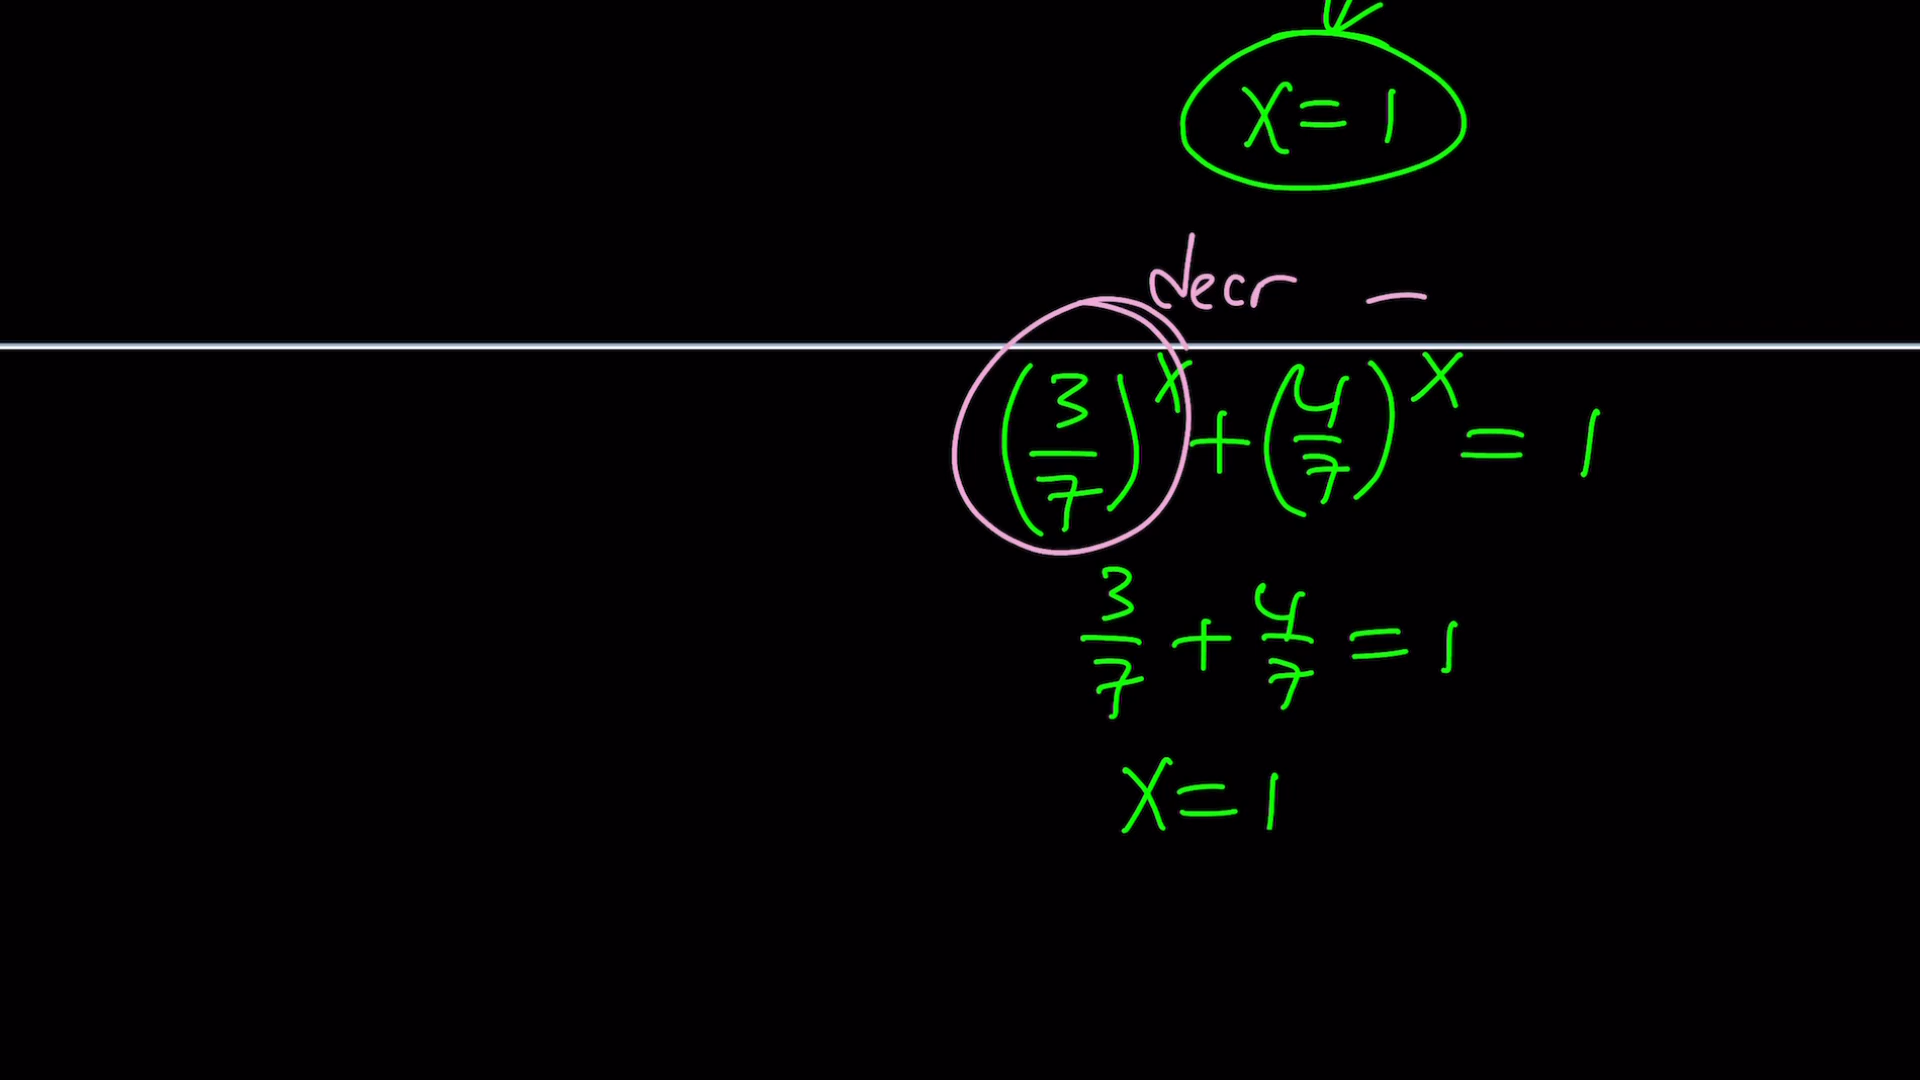 X = 1
decr —
(3/7)^X + (4/7)^X = 1
3/7 + 4/7 = 1
X = 1